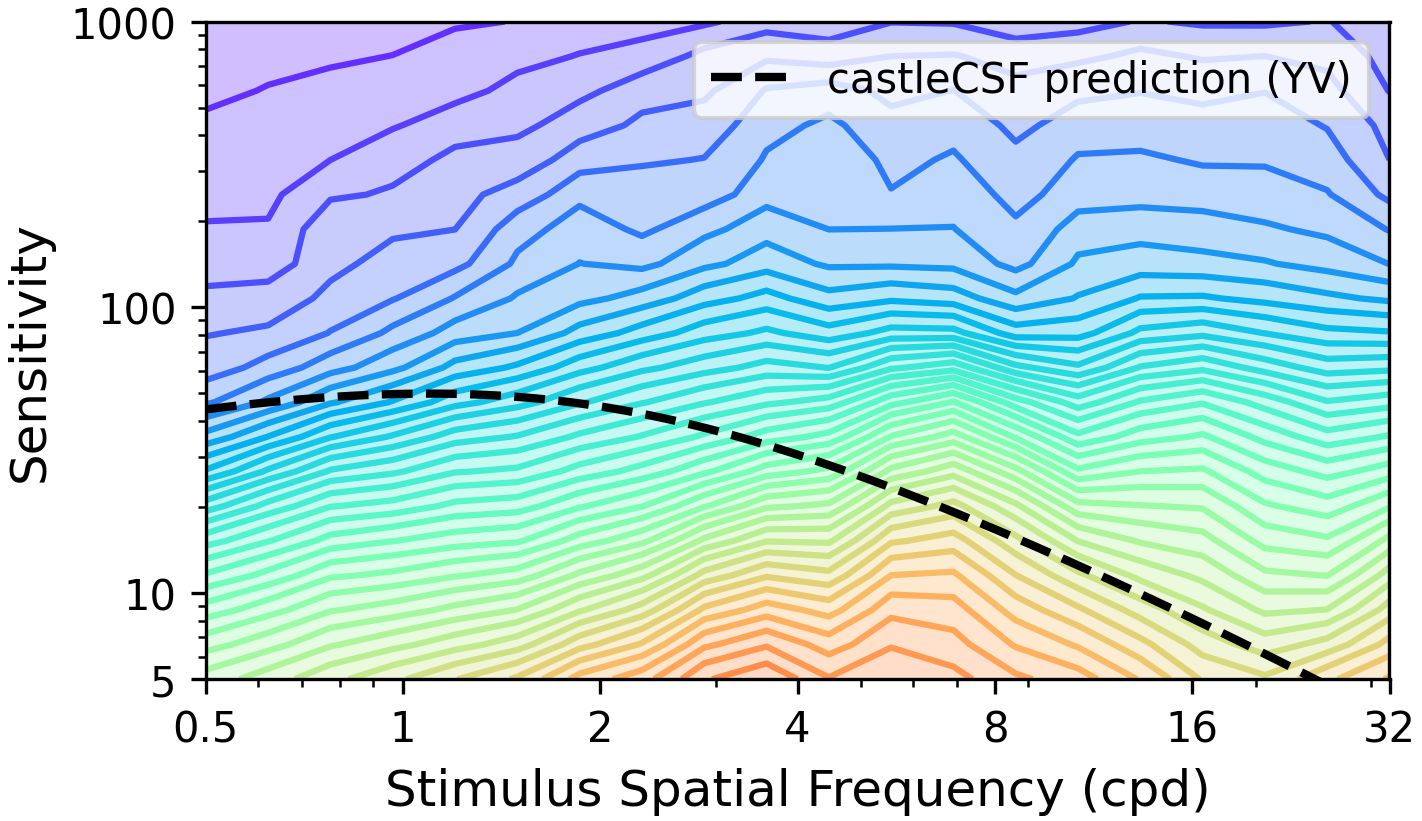 1000
100
10
5
Sensitivity
castleCSF prediction (YV)
0.5 1 2 4 8 16 32
Stimulus Spatial Frequency (cpd)